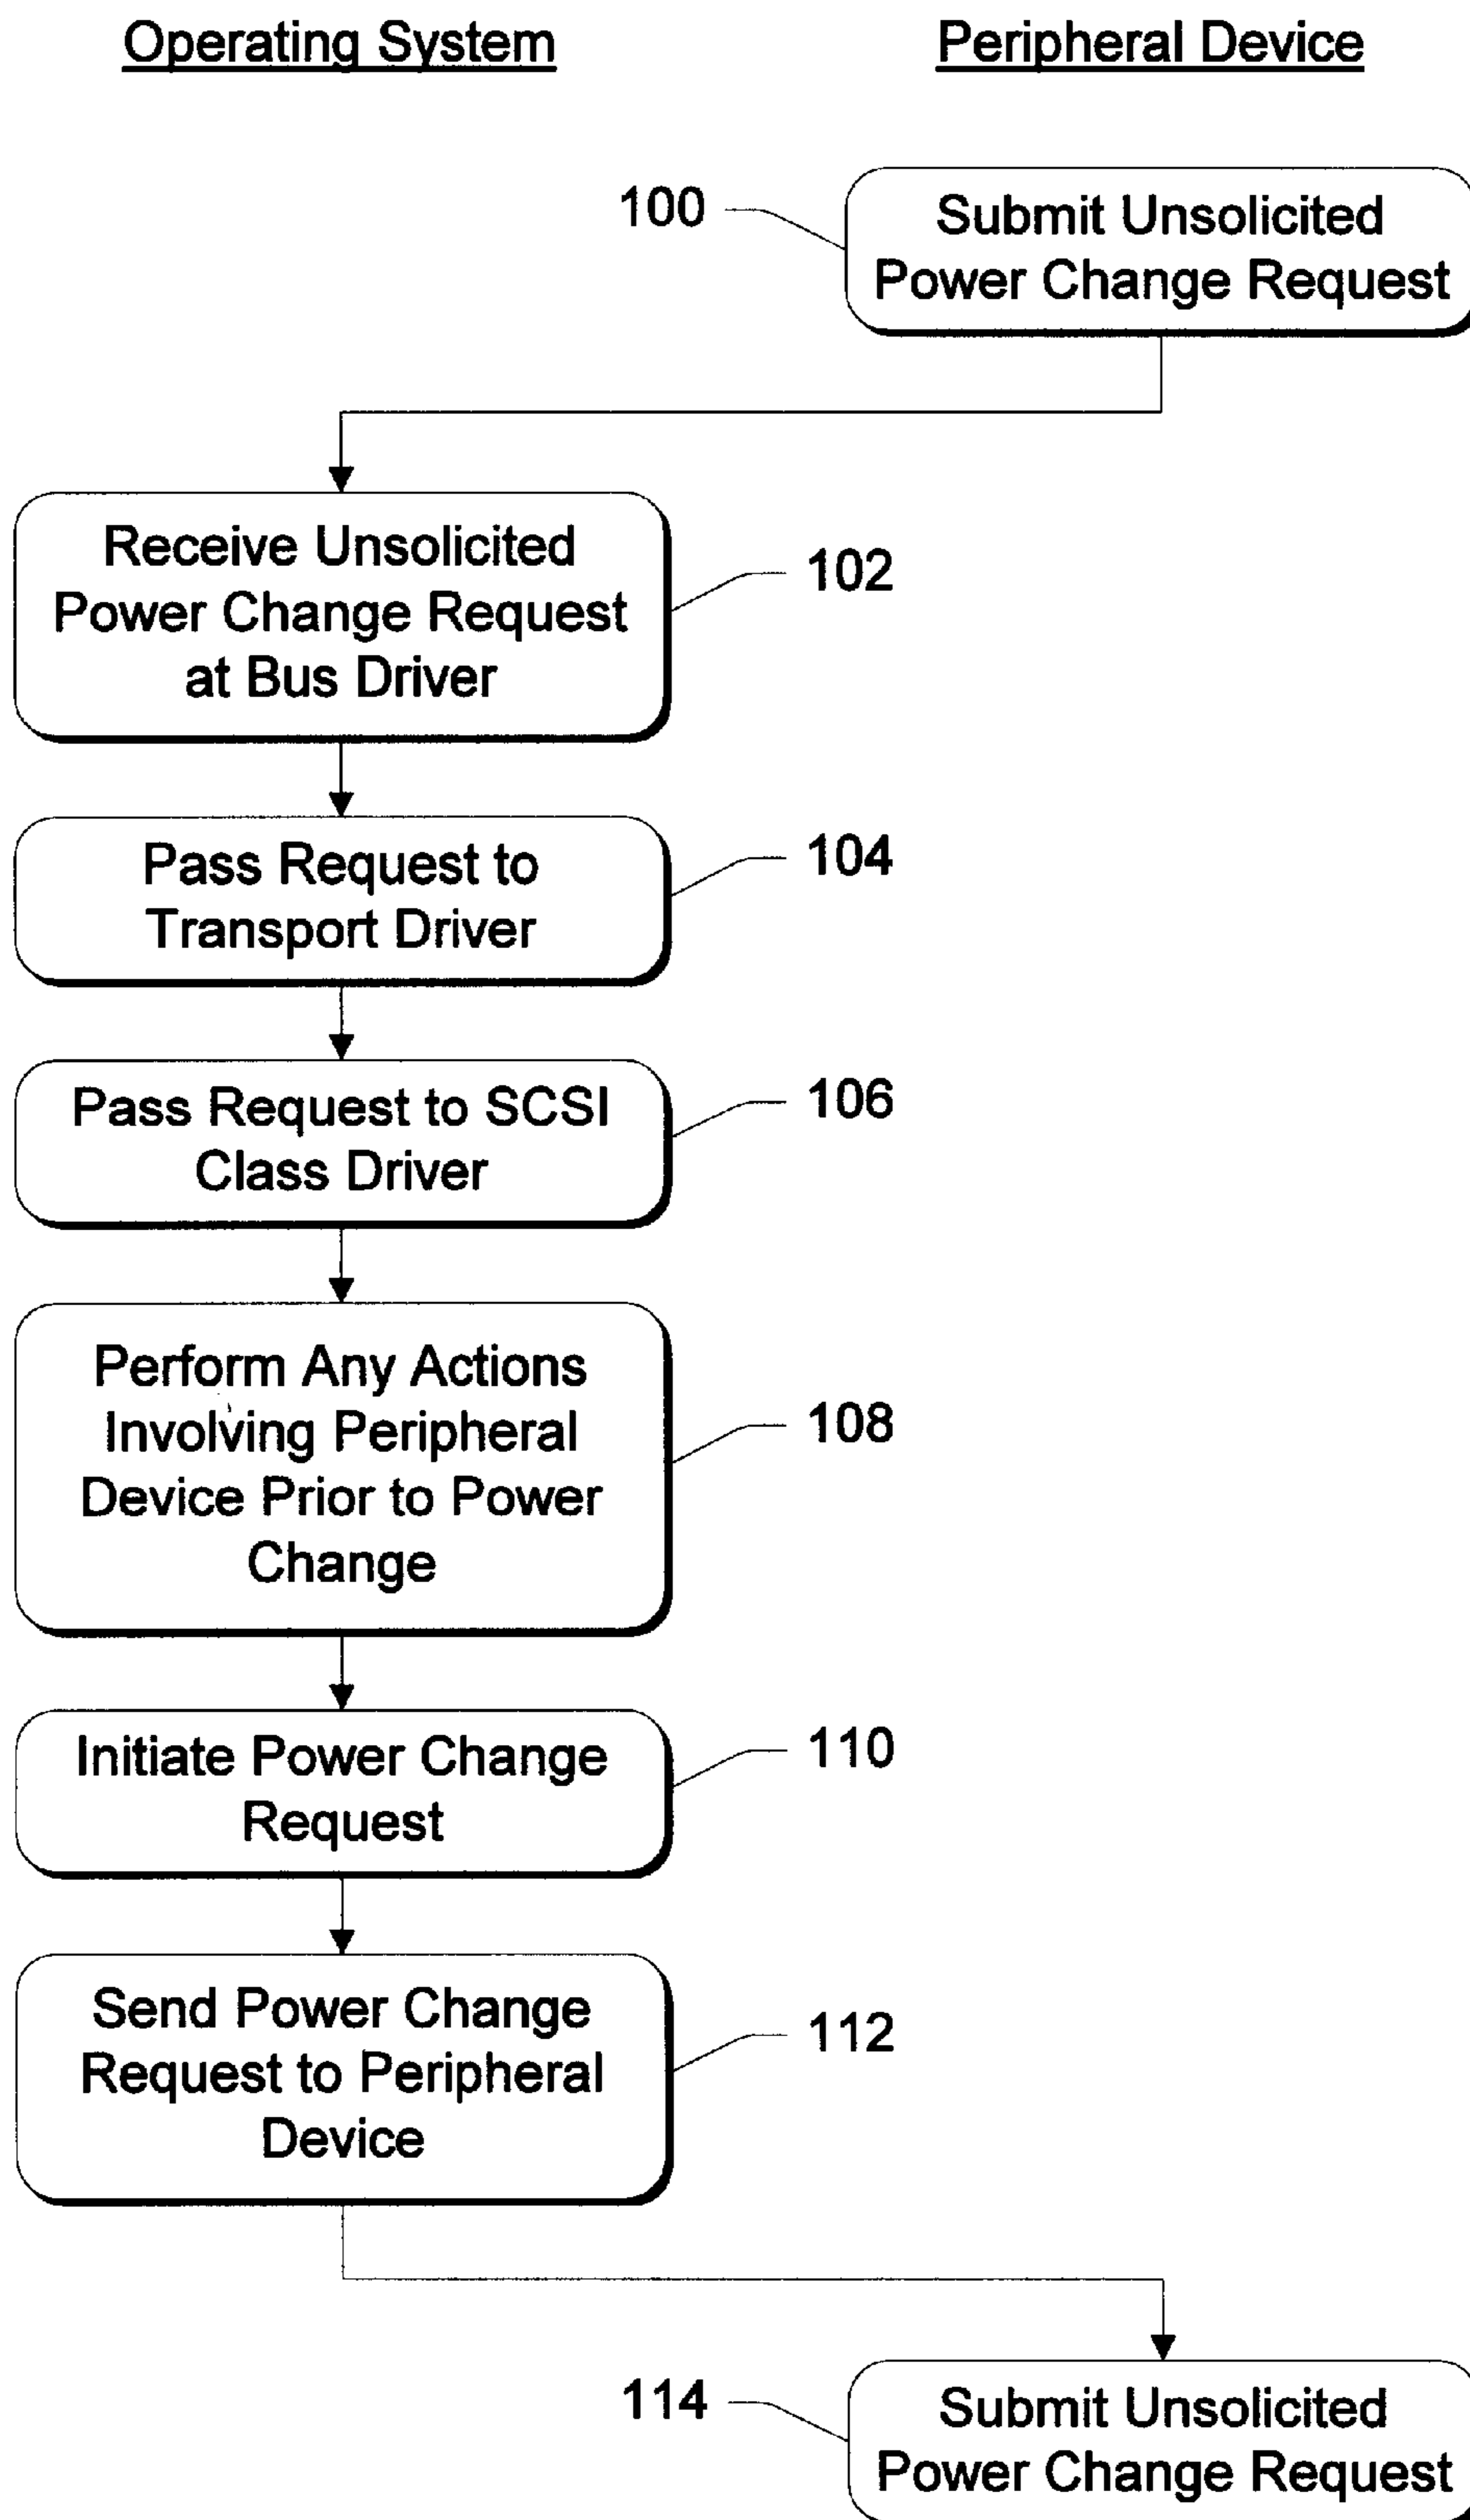 Operating System
Peripheral Device
100
Submit Unsolicited
Power Change Request
Receive Unsolicited
Power Change Request
at Bus Driver
102
Pass Request to
Transport Driver
104
Pass Request to SCSI
Class Driver
106
Perform Any Actions
Involving Peripheral
Device Prior to Power
Change
108
Initiate Power Change
Request
110
Send Power Change
Request to Peripheral
Device
112
114
Submit Unsolicited
Power Change Request